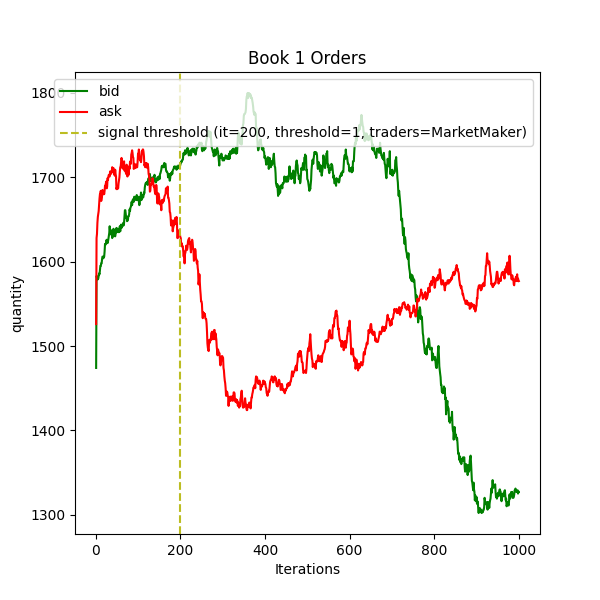 Book 1 Orders
bid
ask
signal threshold (it=200, threshold=1, traders=MarketMaker)
1800
1700
1600
1500
1400
1300
quantity
0 200 400 600 800 1000
Iterations